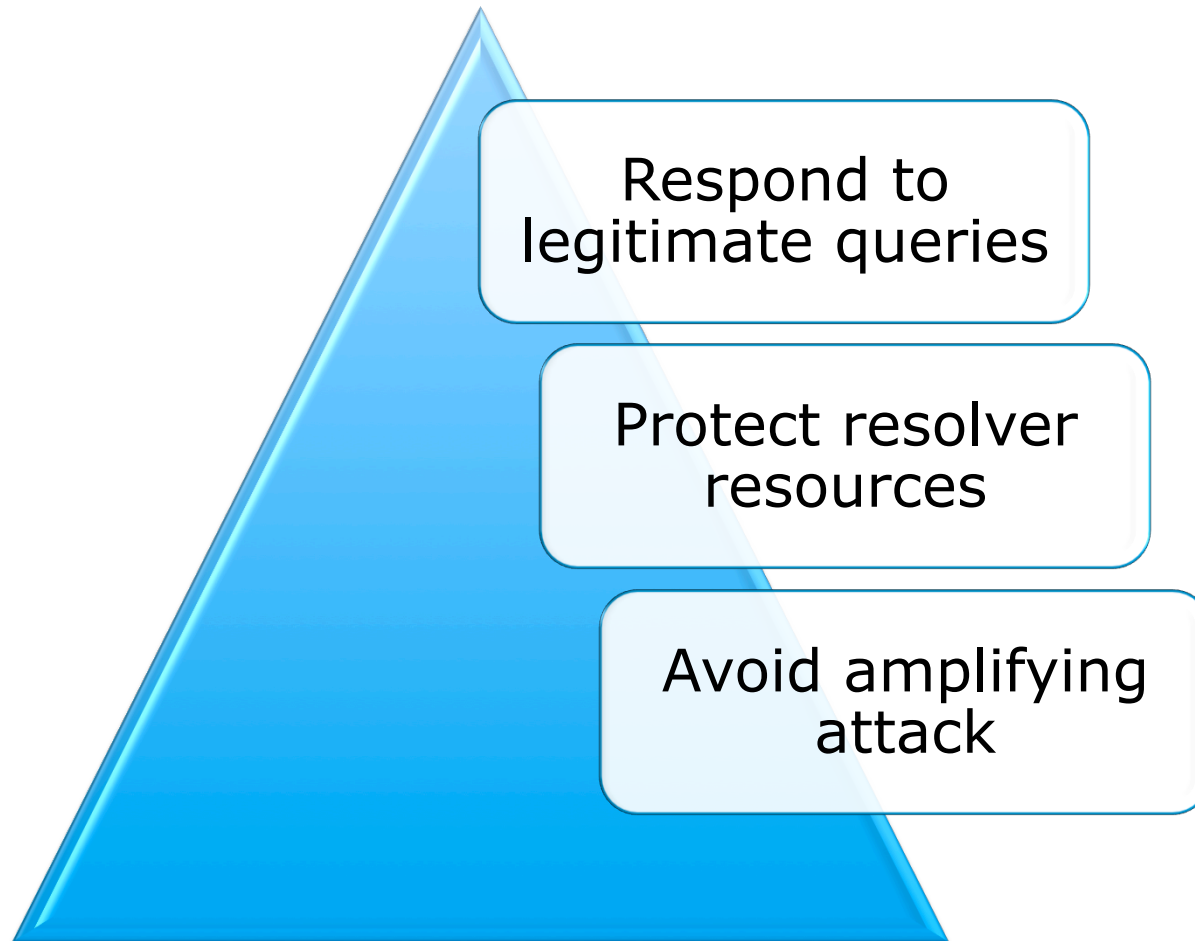 Respond to
legitimate queries
Protect resolver
resources
Avoid amplifying
attack